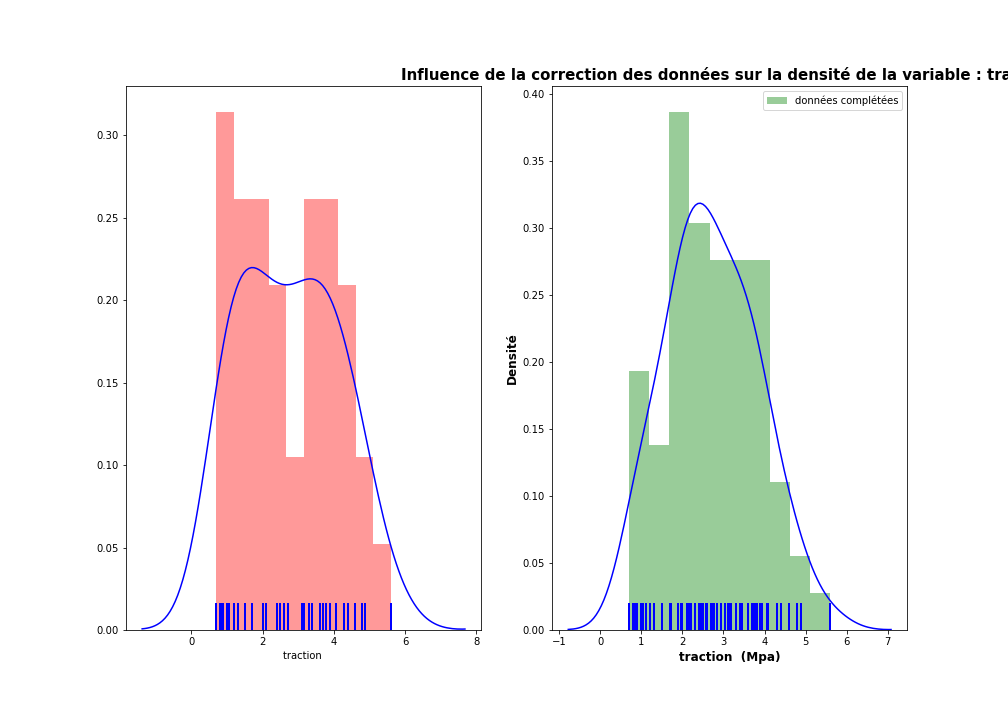 Influence de la correction des données sur la densité de la variable : tra
0.30
0.25
0.20
0.15
0.10
0.05
0.00
0 2 4 6 8
traction
données complétées
0.40
0.35
0.30
0.25
0.20
0.15
0.10
0.05
0.00
Densité
−1 0 1 2 3 4 5 6 7
traction (Mpa)